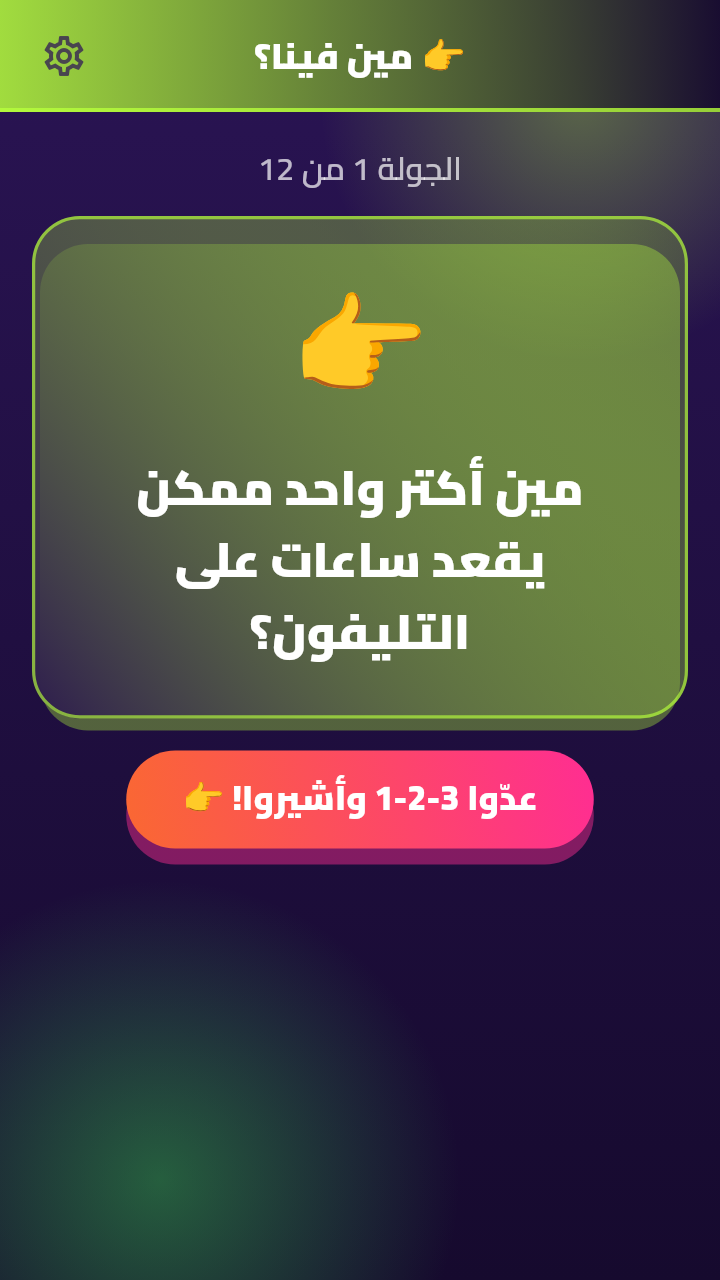 👉 مين فينا؟
الجولة 1 من 12
مين أكتر واحد ممكن
يقعد ساعات على
التليفون؟
عدّوا 3-2-1 وأشيروا! 👉